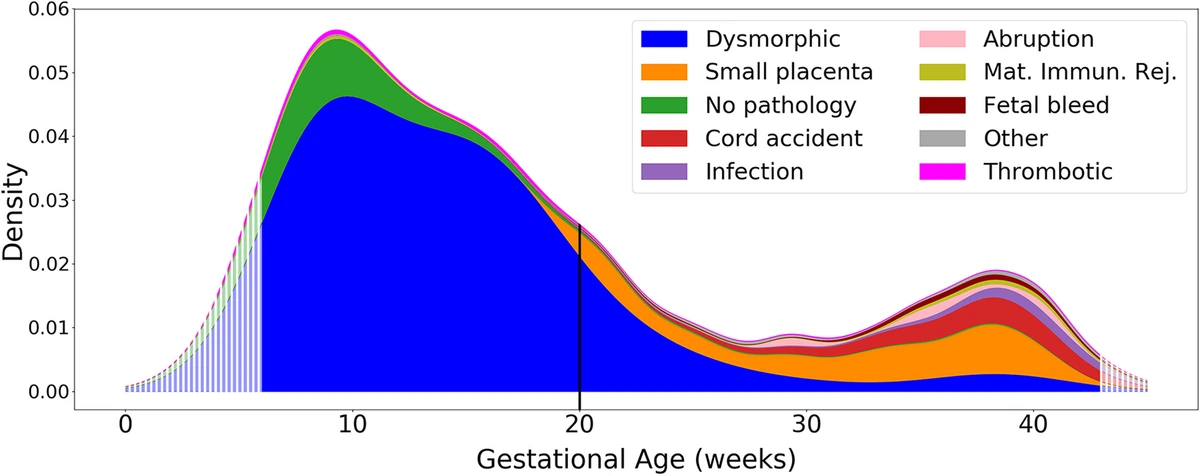 0.06
0.05
0.04
0.03
0.02
0.01
0.00
Density
Dysmorphic
Small placenta
No pathology
Cord accident
Infection
Abruption
Mat. Immun. Rej.
Fetal bleed
Other
Thrombotic
0 10 20 30 40
Gestational Age (weeks)